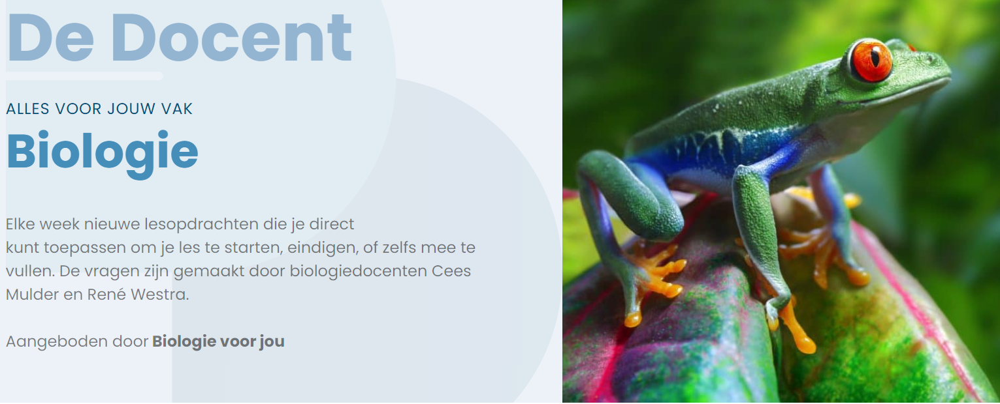 De Docent
ALLES VOOR JOUW VAK
Biologie
Elke week nieuwe lesopdrachten die je direct
kunt toepassen om je les te starten, eindigen, of zelfs mee te
vullen. De vragen zijn gemaakt door biologiedocenten Cees
Mulder en René Westra.
Aangeboden door Biologie voor jou